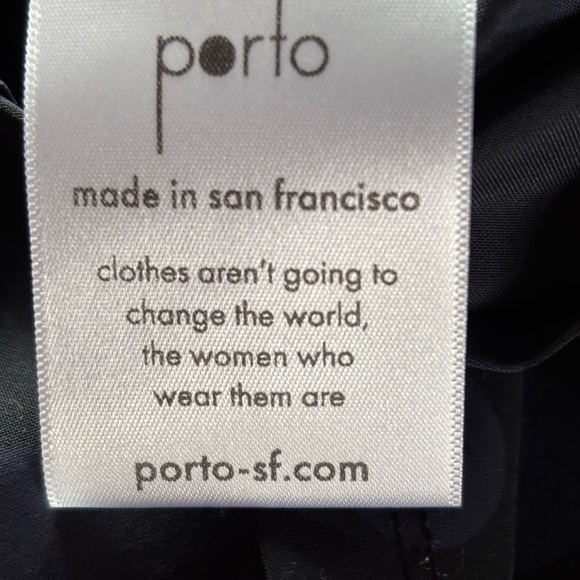 porto
made in san francisco
clothes aren't going to
change the world,
the women who
wear them are
porto-sf.com